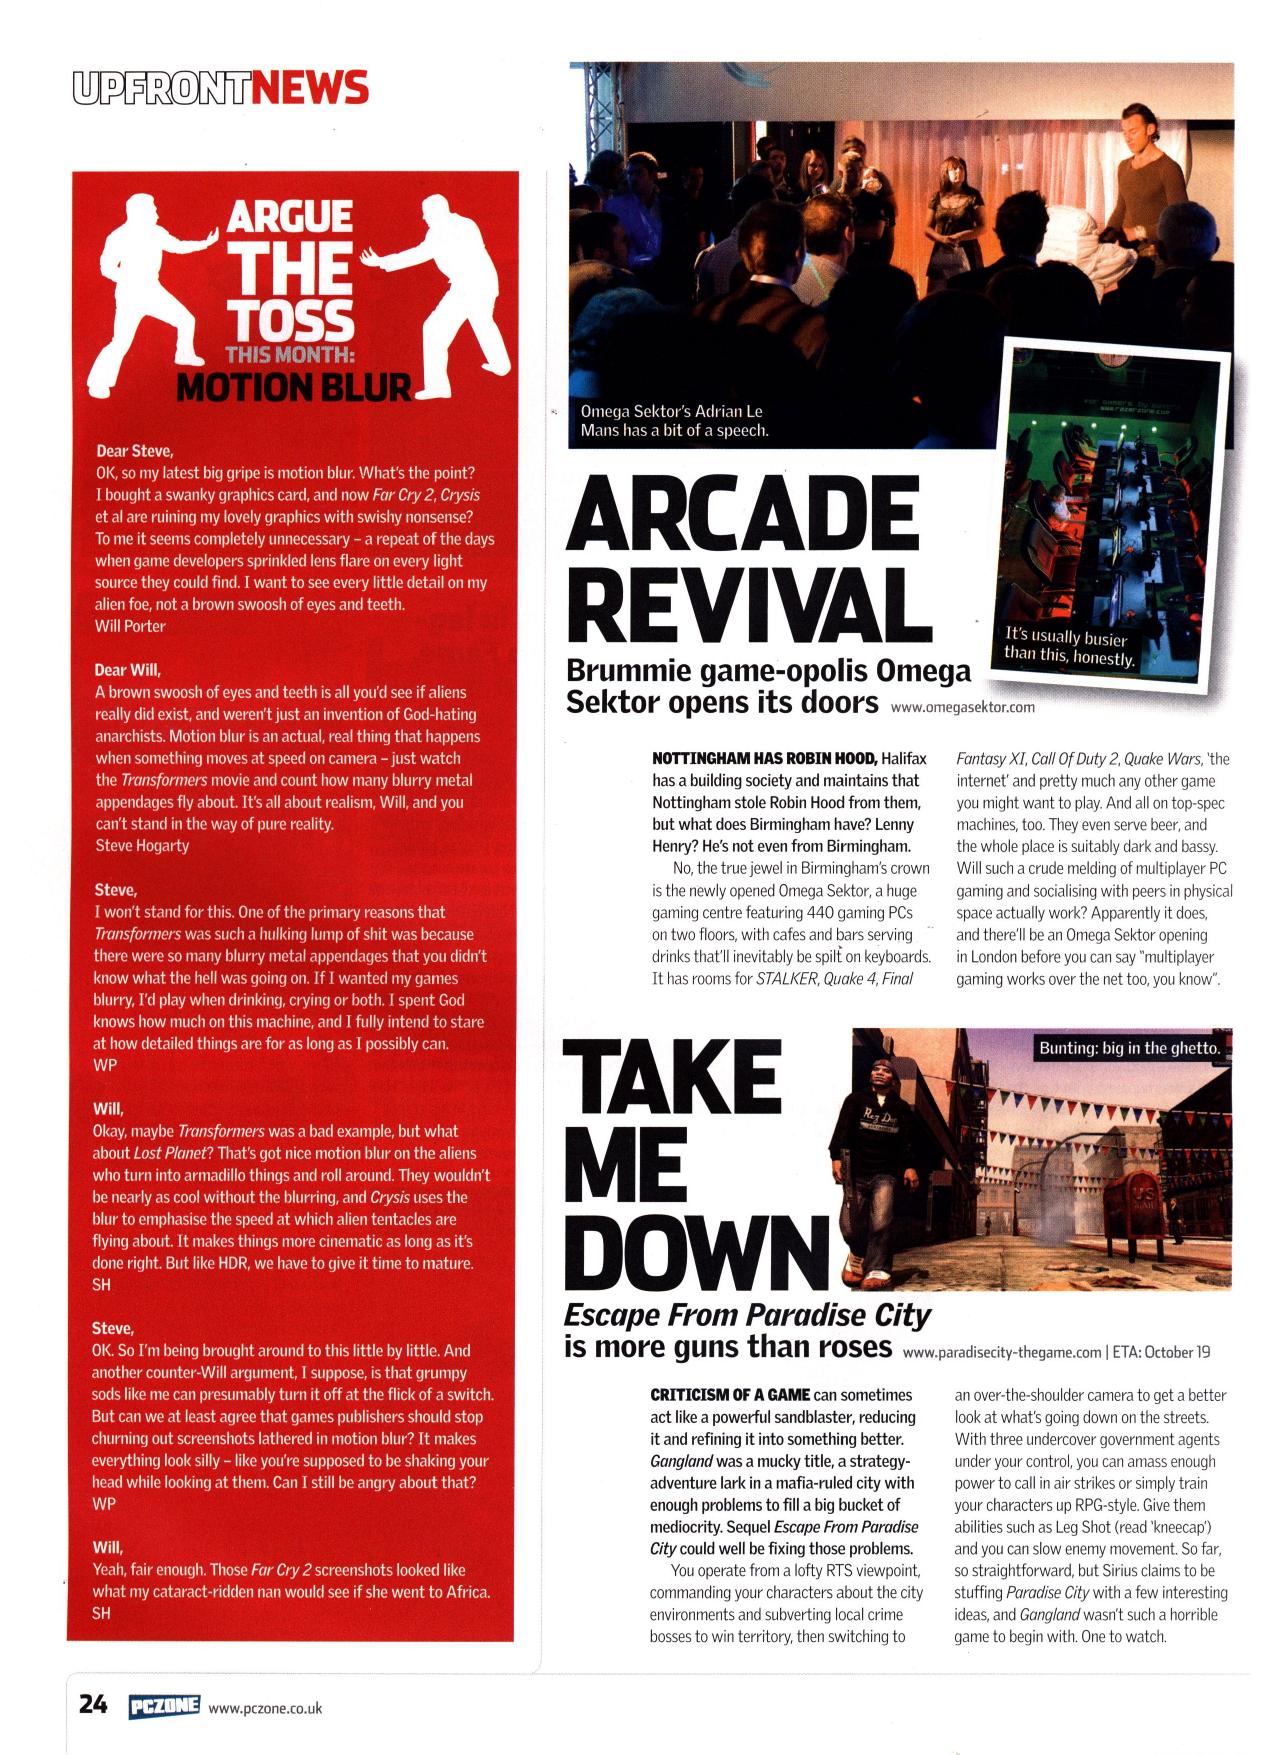 UPFRONTNEWS
ARGUE
THE
TOSS
THIS MONTH:
MOTION BLUR
Dear Steve,
OK, so my latest big gripe is motion blur. What's the point?
I bought a swanky graphics card, and now Far Cry 2, Crysis
et al are ruining my lovely graphics with swishy nonsense?
To me it seems completely unnecessary – a repeat of the days
when game developers sprinkled lens flare on every light
source they could find. I want to see every little detail on my
alien foe, not a brown swoosh of eyes and teeth.
Will Porter
Dear Will,
A brown swoosh of eyes and teeth is all you'd see if aliens
really did exist, and weren't just an invention of God-hating
anarchists. Motion blur is an actual, real thing that happens
when something moves at speed on camera – just watch
the Transformers movie and count how many blurry metal
appendages fly about. It's all about realism, Will, and you
can't stand in the way of pure reality.
Steve Hogarty
Steve,
I won't stand for this. One of the primary reasons that
Transformers was such a hulking lump of shit was because
there were so many blurry metal appendages that you didn't
know what the hell was going on. If I wanted my games
blurry, I'd play when drinking, crying or both. I spent God
knows how much on this machine, and I fully intend to stare
at how detailed things are for as long as I possibly can.
WP
Will,
Okay, maybe Transformers was a bad example, but what
about Lost Planet? That's got nice motion blur on the aliens
who turn into armadillo things and roll around. They wouldn't
be nearly as cool without the blurring, and Crysis uses the
blur to emphasise the speed at which alien tentacles are
flying about. It makes things more cinematic as long as it's
done right. But like HDR, we have to give it time to mature.
SH
Steve,
OK. So I'm being brought around to this little by little. And
another counter-Will argument, I suppose, is that grumpy
sods like me can presumably turn it off at the flick of a switch.
But can we at least agree that games publishers should stop
churning out screenshots lathered in motion blur? It makes
everything look silly – like you're supposed to be shaking your
head while looking at them. Can I still be angry about that?
WP
Will,
Yeah, fair enough. Those Far Cry 2 screenshots looked like
what my cataract-ridden nan would see if she went to Africa.
SH
Omega Sektor's Adrian Le
Mans has a bit of a speech.
www.razerzone.com
It's usually busier
than this, honestly.
ARCADE
REVIVAL
Brummie game-opolis Omega
Sektor opens its doors www.omegasektor.com
NOTTINGHAM HAS ROBIN HOOD, Halifax
has a building society and maintains that
Nottingham stole Robin Hood from them,
but what does Birmingham have? Lenny
Henry? He's not even from Birmingham.
No, the true jewel in Birmingham's crown
is the newly opened Omega Sektor, a huge
gaming centre featuring 440 gaming PCs
on two floors, with cafes and bars serving
drinks that'll inevitably be spilt on keyboards.
It has rooms for STALKER, Quake 4, Final
Fantasy XI, Call Of Duty 2, Quake Wars, 'the
internet' and pretty much any other game
you might want to play. And all on top-spec
machines, too. They even serve beer, and
the whole place is suitably dark and bassy.
Will such a crude melding of multiplayer PC
gaming and socialising with peers in physical
space actually work? Apparently it does,
and there'll be an Omega Sektor opening
in London before you can say "multiplayer
gaming works over the net too, you know".
TAKE
ME
DOWN
Bunting: big in the ghetto.
US
MAIL
Escape From Paradise City
is more guns than roses www.paradisecity-thegame.com | ETA: October 19
CRITICISM OF A GAME can sometimes
act like a powerful sandblaster, reducing
it and refining it into something better.
Gangland was a mucky title, a strategy-
adventure lark in a mafia-ruled city with
enough problems to fill a big bucket of
mediocrity. Sequel Escape From Paradise
City could well be fixing those problems.
You operate from a lofty RTS viewpoint,
commanding your characters about the city
environments and subverting local crime
bosses to win territory, then switching to
an over-the-shoulder camera to get a better
look at what's going down on the streets.
With three undercover government agents
under your control, you can amass enough
power to call in air strikes or simply train
your characters up RPG-style. Give them
abilities such as Leg Shot (read 'kneecap')
and you can slow enemy movement. So far,
so straightforward, but Sirius claims to be
stuffing Paradise City with a few interesting
ideas, and Gangland wasn't such a horrible
game to begin with. One to watch.
24 PCZONE www.pczone.co.uk